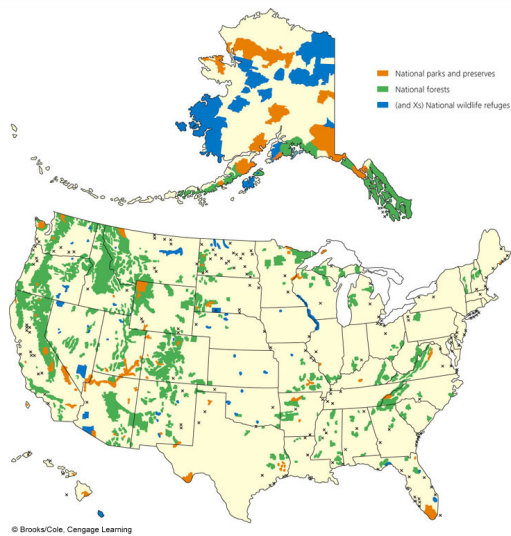 National parks and preserves
National forests
(and Xs) National wildlife refuges
© Brooks/Cole, Cengage Learning